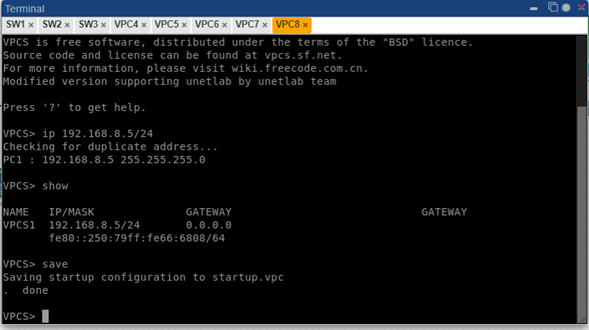 Terminal
SW1 × SW2 × SW3 × VPC4 × VPC5 × VPC6 × VPC7 × VPC8 ×
VPCS is free software, distributed under the terms of the "BSD" licence.
Source code and license can be found at vpcs.sf.net.
For more information, please visit wiki.freecode.com.cn.
Modified version supporting unetlab by unetlab team
Press '?' to get help.
VPCS> ip 192.168.8.5/24
Checking for duplicate address...
PC1 : 192.168.8.5 255.255.255.0
VPCS> show
NAME   IP/MASK              GATEWAY                             GATEWAY
VPCS1  192.168.8.5/24       0.0.0.0
       fe80::250:79ff:fe66:6808/64
VPCS> save
Saving startup configuration to startup.vpc
.  done
VPCS>